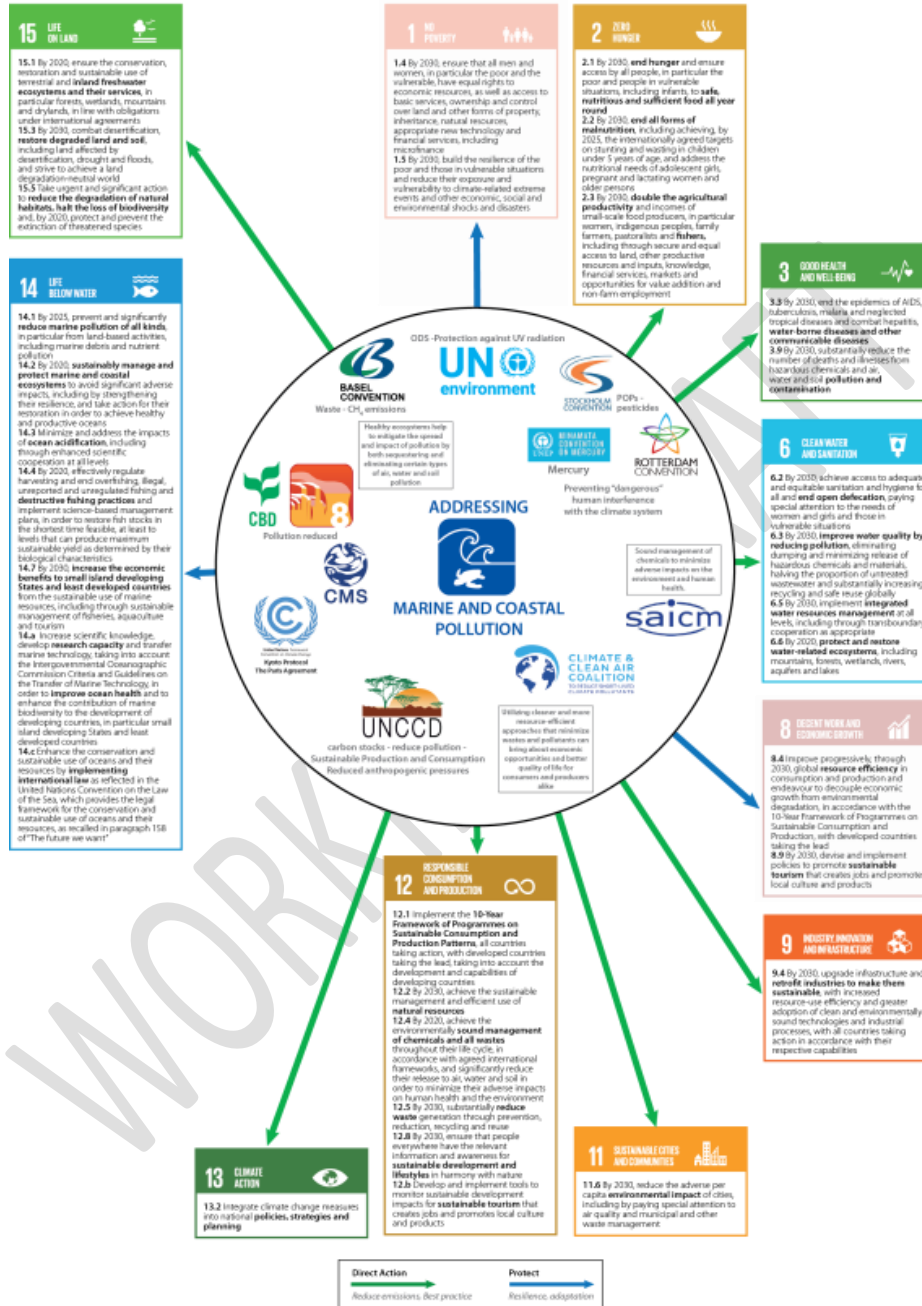 15 LIFE
ON LAND
15.1 By 2020, ensure the conservation,
restoration and sustainable use of
terrestrial and inland freshwater
ecosystems and their services, in
particular forests, wetlands, mountains
and drylands, in line with obligations
under international agreements
15.3 By 2030, combat desertification,
restore degraded land and soil,
including land affected by
desertification, drought and floods,
and strive to achieve a land
degradation-neutral world
15.5 Take urgent and significant action
to reduce the degradation of natural
habitats, halt the loss of biodiversity
and, by 2020, protect and prevent the
extinction of threatened species
1 NO
POVERTY
1.4 By 2030, ensure that all men and
women, in particular the poor and the
vulnerable, have equal rights to
economic resources, as well as access to
basic services, ownership and control
over land and other forms of property,
inheritance, natural resources,
appropriate new technology and
financial services, including
microfinance
1.5 By 2030, build the resilience of the
poor and those in vulnerable situations
and reduce their exposure and
vulnerability to climate-related extreme
events and other economic, social and
environmental shocks and disasters
2 ZERO
HUNGER
2.1 By 2030, end hunger and ensure
access by all people, in particular the
poor and people in vulnerable
situations, including infants, to safe,
nutritious and sufficient food all year
round
2.2 By 2030, end all forms of
malnutrition, including achieving, by
2025, the internationally agreed targets
on stunting and wasting in children
under 5 years of age, and address the
nutritional needs of adolescent girls,
pregnant and lactating women and
older persons
2.3 By 2030, double the agricultural
productivity and incomes of
small-scale food producers, in particular
women, indigenous peoples, family
farmers, pastoralists and fishers,
including through secure and equal
access to land, other productive
resources and inputs, knowledge,
financial services, markets and
opportunities for value addition and
non-farm employment
3 GOOD HEALTH
AND WELL-BEING
3.3 By 2030, end the epidemics of AIDS,
tuberculosis, malaria and neglected
tropical diseases and combat hepatitis,
water-borne diseases and other
communicable diseases
3.9 By 2030, substantially reduce the
number of deaths and illnesses from
hazardous chemicals and air,
water and soil pollution and
contamination
14 LIFE
BELOW WATER
14.1 By 2025, prevent and significantly
reduce marine pollution of all kinds,
in particular from land-based activities,
including marine debris and nutrient
pollution
14.2 By 2020, sustainably manage and
protect marine and coastal
ecosystems to avoid significant adverse
impacts, including by strengthening
their resilience, and take action for their
restoration in order to achieve healthy
and productive oceans
14.3 Minimize and address the impacts
of ocean acidification, including
through enhanced scientific
cooperation at all levels
14.4 By 2020, effectively regulate
harvesting and end overfishing, illegal,
unreported and unregulated fishing and
destructive fishing practices and
implement science-based management
plans, in order to restore fish stocks in
the shortest time feasible, at least to
levels that can produce maximum
sustainable yield as determined by their
biological characteristics
14.7 By 2030, increase the economic
benefits to small island developing
States and least developed countries
from the sustainable use of marine
resources, including through sustainable
management of fisheries, aquaculture
and tourism
14.a Increase scientific knowledge,
develop research capacity and transfer
marine technology, taking into account
the Intergovernmental Oceanographic
Commission Criteria and Guidelines on
the Transfer of Marine Technology, in
order to improve ocean health and to
enhance the contribution of marine
biodiversity to the development of
developing countries, in particular small
island developing States and least
developed countries
14.c Enhance the conservation and
sustainable use of oceans and their
resources by implementing
international law as reflected in the
United Nations Convention on the Law
of the Sea, which provides the legal
framework for the conservation and
sustainable use of oceans and their
resources, as recalled in paragraph 158
of "The future we want"
ODS -Protection against UV radiation
BASEL
CONVENTION
Waste - CH4 emissions
UN
environment
STOCKHOLM
CONVENTION
POPs -
pesticides
Healthy ecosystems help
to mitigate the spread
and impact of pollution by
both sequestering and
eliminating certain types
of air, water and soil
pollution
UNEP
MINAMATA
CONVENTION
ON MERCURY
Mercury
ROTTERDAM
CONVENTION
Preventing "dangerous"
human interference
with the climate system
CBD
8
Pollution reduced
ADDRESSING
MARINE AND COASTAL
POLLUTION
CMS
Sound management of
chemicals to minimize
adverse impacts on the
environment and human
health.
saicm
Kyoto Protocol
The Paris Agreement
CLIMATE &
CLEAN AIR
COALITION
TO REDUCE SHORT-LIVED
CLIMATE POLLUTANTS
UNCCD
carbon stocks - reduce pollution -
Sustainable Production and Consumption
Reduced anthropogenic pressures
Utilizing cleaner and more
resource-efficient
approaches that minimize
wastes and pollutants can
bring about economic
opportunities and better
quality of life for
consumers and producers
alike
6 CLEAN WATER
AND SANITATION
6.2 By 2030, achieve access to adequate
and equitable sanitation and hygiene fo
all and end open defecation, paying
special attention to the needs of
women and girls and those in
vulnerable situations
6.3 By 2030, improve water quality by
reducing pollution, eliminating
dumping and minimizing release of
hazardous chemicals and materials,
halving the proportion of untreated
wastewater and substantially increasing
recycling and safe reuse globally
6.5 By 2030, implement integrated
water resources management at all
levels, including through transboundary
cooperation as appropriate
6.6 By 2020, protect and restore
water-related ecosystems, including
mountains, forests, wetlands, rivers,
aquifers and lakes
8 DECENT WORK AND
ECONOMIC GROWTH
8.4 Improve progressively, through
2030, global resource efficiency in
consumption and production and
endeavour to decouple economic
growth from environmental
degradation, in accordance with the
10-Year Framework of Programmes on
Sustainable Consumption and
Production, with developed countries
taking the lead
8.9 By 2030, devise and implement
policies to promote sustainable
tourism that creates jobs and promote
local culture and products
9 INDUSTRY, INNOVATION
AND INFRASTRUCTURE
9.4 By 2030, upgrade infrastructure and
retrofit industries to make them
sustainable, with increased
resource-use efficiency and greater
adoption of clean and environmentally
sound technologies and industrial
processes, with all countries taking
action in accordance with their
respective capabilities
12 RESPONSIBLE
CONSUMPTION
AND PRODUCTION
12.1 Implement the 10-Year
Framework of Programmes on
Sustainable Consumption and
Production Patterns, all countries
taking action, with developed countries
taking the lead, taking into account the
development and capabilities of
developing countries
12.2 By 2030, achieve the sustainable
management and efficient use of
natural resources
12.4 By 2020, achieve the
environmentally sound management
of chemicals and all wastes
throughout their life cycle, in
accordance with agreed international
frameworks, and significantly reduce
their release to air, water and soil in
order to minimize their adverse impacts
on human health and the environment
12.5 By 2030, substantially reduce
waste generation through prevention,
reduction, recycling and reuse
12.8 By 2030, ensure that people
everywhere have the relevant
information and awareness for
sustainable development and
lifestyles in harmony with nature
12.b Develop and implement tools to
monitor sustainable development
impacts for sustainable tourism that
creates jobs and promotes local culture
and products
13 CLIMATE
ACTION
13.2 Integrate climate change measures
into national policies, strategies and
planning
11 SUSTAINABLE CITIES
AND COMMUNITIES
11.6 By 2030, reduce the adverse per
capita environmental impact of cities,
including by paying special attention to
air quality and municipal and other
waste management
Direct Action
Reduce emissions, Best practice
Protect
Resilience, adaptation